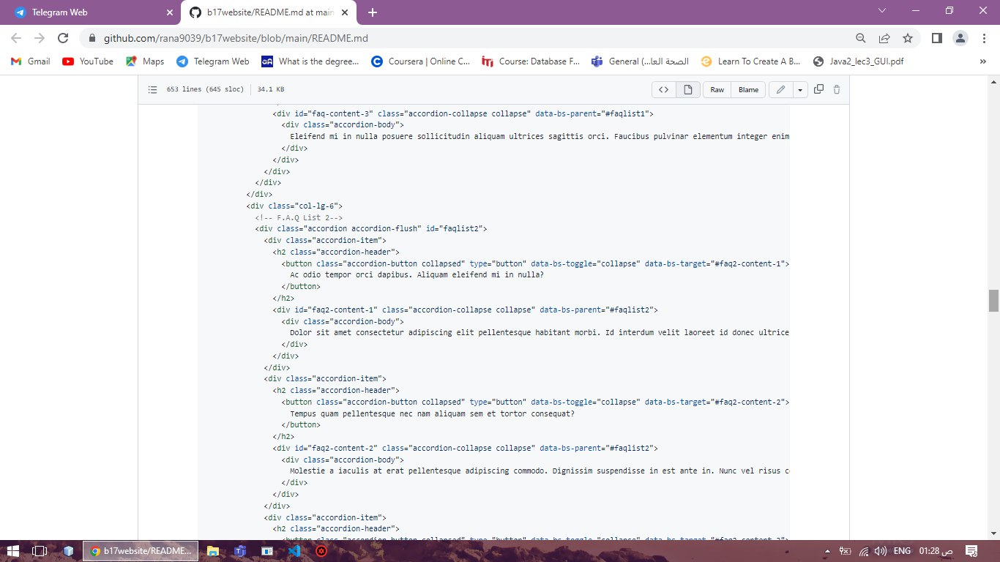 Telegram Web
b17website/README.md at main
github.com/rana9039/b17website/blob/main/README.md
Gmail YouTube Maps Telegram Web What is the degree... Coursera | Online C... Course: Database F... General (...الصحة العا Learn To Create A B... Java2_lec3_GUI.pdf »
653 lines (645 sloc) 34.1 KB Raw Blame
<div id="faq-content-3" class="accordion-collapse collapse" data-bs-parent="#faqlist1">
<div class="accordion-body">
Eleifend mi in nulla posuere sollicitudin aliquam ultrices sagittis orci. Faucibus pulvinar elementum integer enim
</div>
</div>
</div>
</div>
</div>
<div class="col-lg-6">
<!-- F.A.Q List 2-->
<div class="accordion accordion-flush" id="faqlist2">
<div class="accordion-item">
<h2 class="accordion-header">
<button class="accordion-button collapsed" type="button" data-bs-toggle="collapse" data-bs-target="#faq2-content-1">
Ac odio tempor orci dapibus. Aliquam eleifend mi in nulla?
</button>
</h2>
<div id="faq2-content-1" class="accordion-collapse collapse" data-bs-parent="#faqlist2">
<div class="accordion-body">
Dolor sit amet consectetur adipiscing elit pellentesque habitant morbi. Id interdum velit laoreet id donec ultrice
</div>
</div>
</div>
<div class="accordion-item">
<h2 class="accordion-header">
<button class="accordion-button collapsed" type="button" data-bs-toggle="collapse" data-bs-target="#faq2-content-2">
Tempus quam pellentesque nec nam aliquam sem et tortor consequat?
</button>
</h2>
<div id="faq2-content-2" class="accordion-collapse collapse" data-bs-parent="#faqlist2">
<div class="accordion-body">
Molestie a iaculis at erat pellentesque adipiscing commodo. Dignissim suspendisse in est ante in. Nunc vel risus c
</div>
</div>
</div>
<div class="accordion-item">
<h2 class="accordion-header">
b17website/README... ENG 01:28 ص